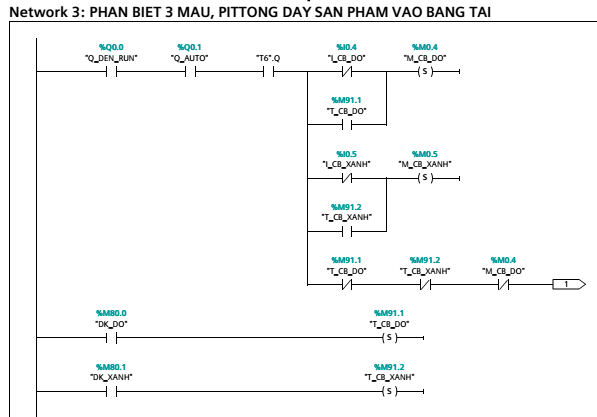 Network 3: PHAN BIET 3 MAU, PITTONG DAY SAN PHAM VAO BANG TAI
%Q0.0 %Q0.1 %I0.4 %M0.4
"Q_DEN_RUN" "Q_AUTO" "T6".Q "I_CB_DO" "M_CB_DO"
S
%M91.1
"T_CB_DO"
%I0.5 %M0.5
"I_CB_XANH" "M_CB_XANH"
S
%M91.2
"T_CB_XANH"
%M91.1 %M91.2 %M0.4
"T_CB_DO" "T_CB_XANH" "M_CB_DO"
1
%M80.0 %M91.1
"DK_DO" "T_CB_DO"
S
%M80.1 %M91.2
"DK_XANH" "T_CB_XANH"
S